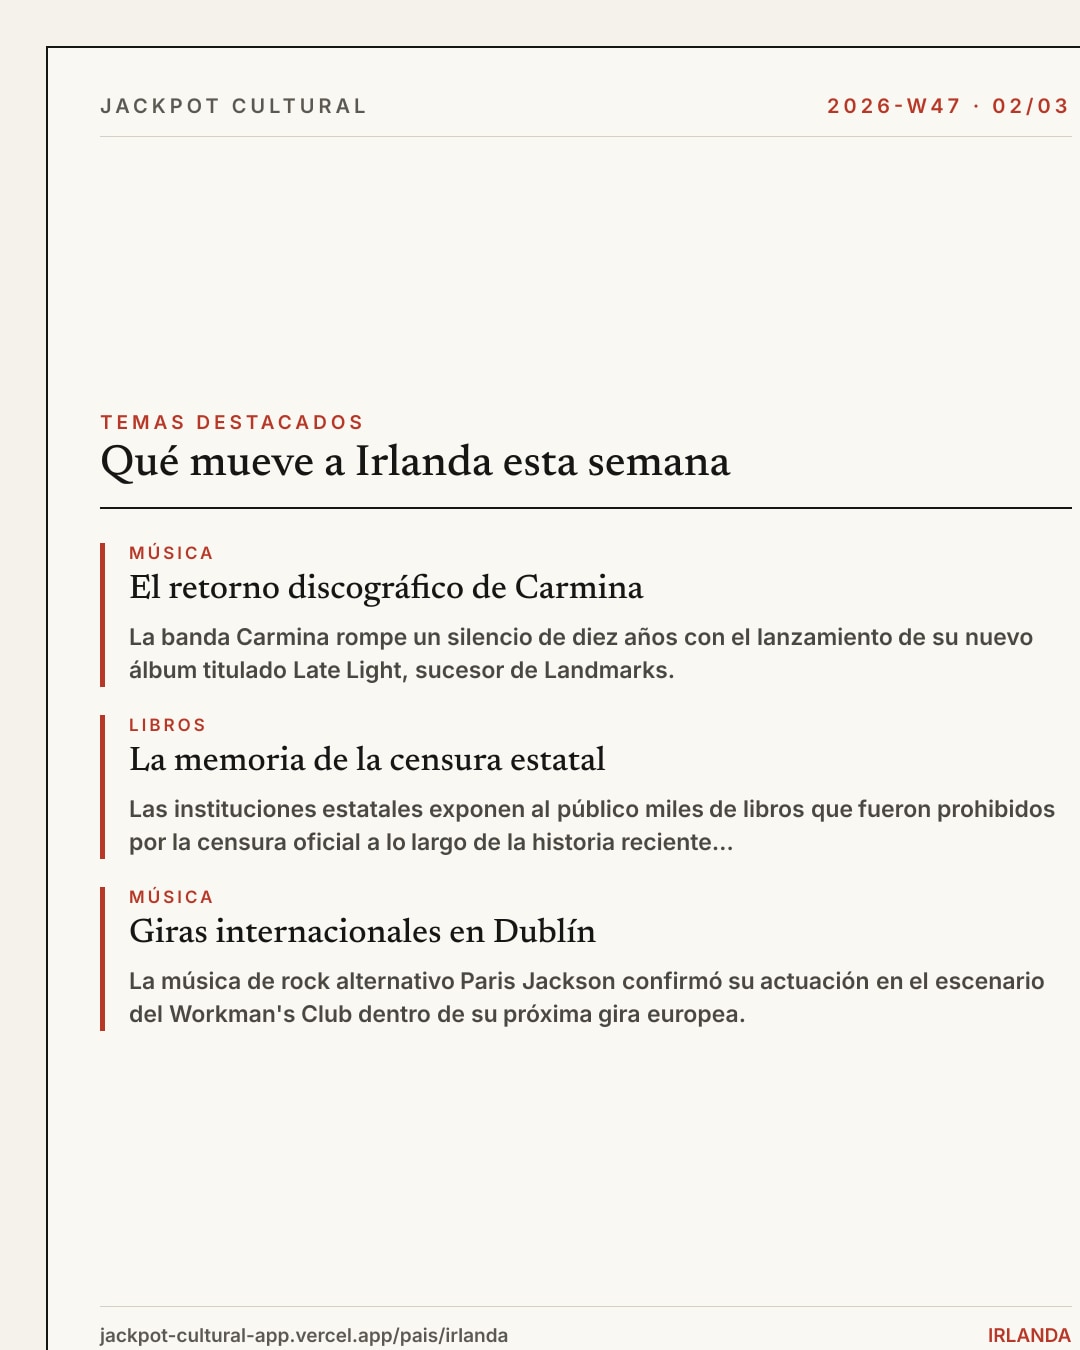 JACKPOT CULTURAL
2026-W47 · 02/03
TEMAS DESTACADOS
Qué mueve a Irlanda esta semana
MÚSICA
El retorno discográfico de Carmina
La banda Carmina rompe un silencio de diez años con el lanzamiento de su nuevo
álbum titulado Late Light, sucesor de Landmarks.
LIBROS
La memoria de la censura estatal
Las instituciones estatales exponen al público miles de libros que fueron prohibidos
por la censura oficial a lo largo de la historia reciente...
MÚSICA
Giras internacionales en Dublín
La música de rock alternativo Paris Jackson confirmó su actuación en el escenario
del Workman's Club dentro de su próxima gira europea.
jackpot-cultural-app.vercel.app/pais/irlanda
IRLANDA